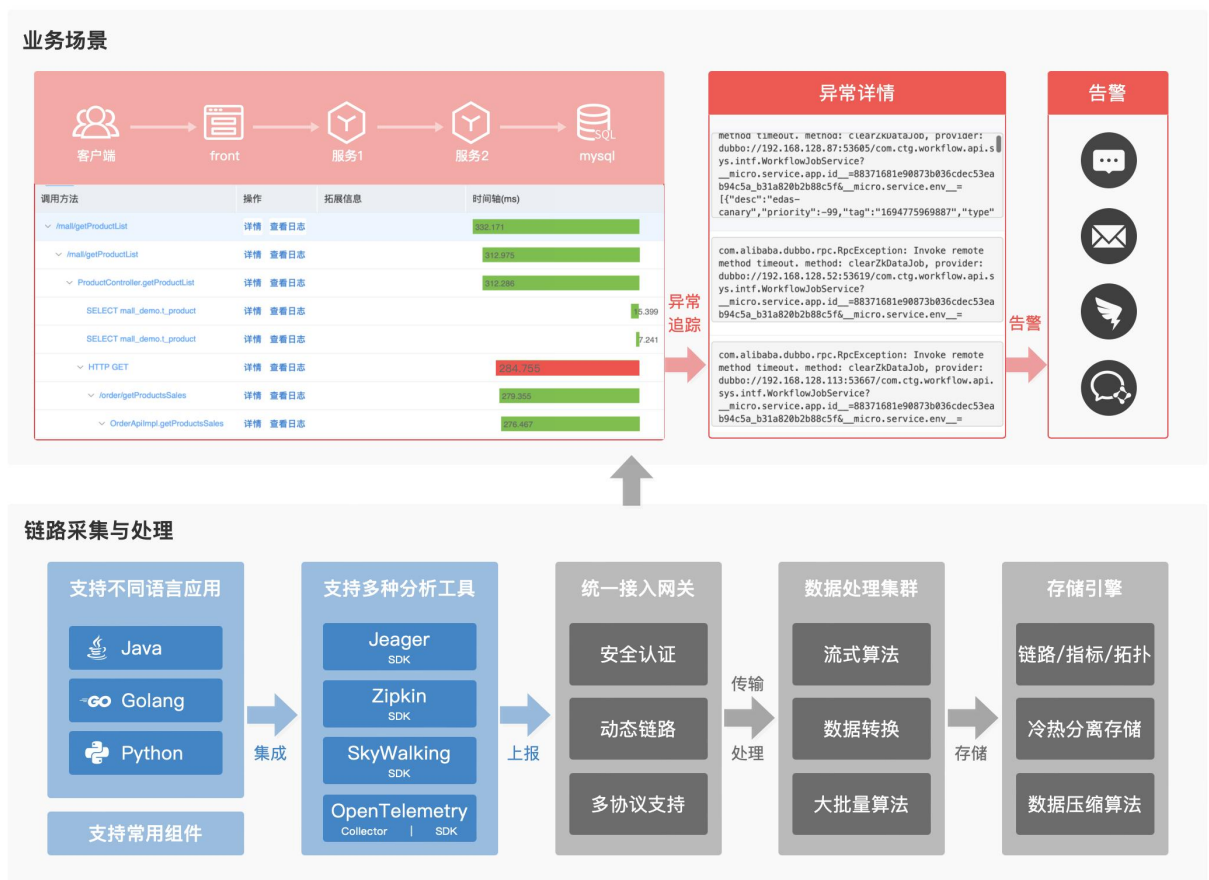 业务场景
客户端
front
服务1
服务2
SQL
mysql
调用方法 操作 拓展信息 时间轴(ms)
/mall/getProductList 详情 查看日志 332.171
/mall/getProductList 详情 查看日志 312.975
ProductController.getProductList 详情 查看日志 312.286
SELECT mall_demo.t_product 详情 查看日志 15.399
SELECT mall_demo.t_product 详情 查看日志 7.241
HTTP GET 详情 查看日志 284.755
/order/getProductsSales 详情 查看日志 279.355
OrderApiImpl.getProductsSales 详情 查看日志 276.467
异常
追踪
异常详情
method timeout. method: clearZkDataJob, provider:
dubbo://192.168.128.87:53605/com.ctg.workflow.api.s
ys.intf.WorkflowJobService?
__micro.service.app.id__=88371681e90873b036cdec53ea
b94c5a_b31a820b2b88c5f&__micro.service.env__=
[{"desc":"edas-
canary","priority":-99,"tag":"1694775969887","type"
com.alibaba.dubbo.rpc.RpcException: Invoke remote
method timeout. method: clearZkDataJob, provider:
dubbo://192.168.128.52:53619/com.ctg.workflow.api.s
ys.intf.WorkflowJobService?
__micro.service.app.id__=88371681e90873b036cdec53ea
b94c5a_b31a820b2b88c5f&__micro.service.env__=
com.alibaba.dubbo.rpc.RpcException: Invoke remote
method timeout. method: clearZkDataJob, provider:
dubbo://192.168.128.113:53667/com.ctg.workflow.api.
sys.intf.WorkflowJobService?
__micro.service.app.id__=88371681e90873b036cdec53ea
b94c5a_b31a820b2b88c5f&__micro.service.env__=
告警
告警
链路采集与处理
支持不同语言应用
Java
GO Golang
Python
支持常用组件
集成
支持多种分析工具
Jeager
SDK
Zipkin
SDK
SkyWalking
SDK
OpenTelemetry
Collector | SDK
上报
统一接入网关
安全认证
动态链路
多协议支持
传输
处理
数据处理集群
流式算法
数据转换
大批量算法
存储
存储引擎
链路/指标/拓扑
冷热分离存储
数据压缩算法